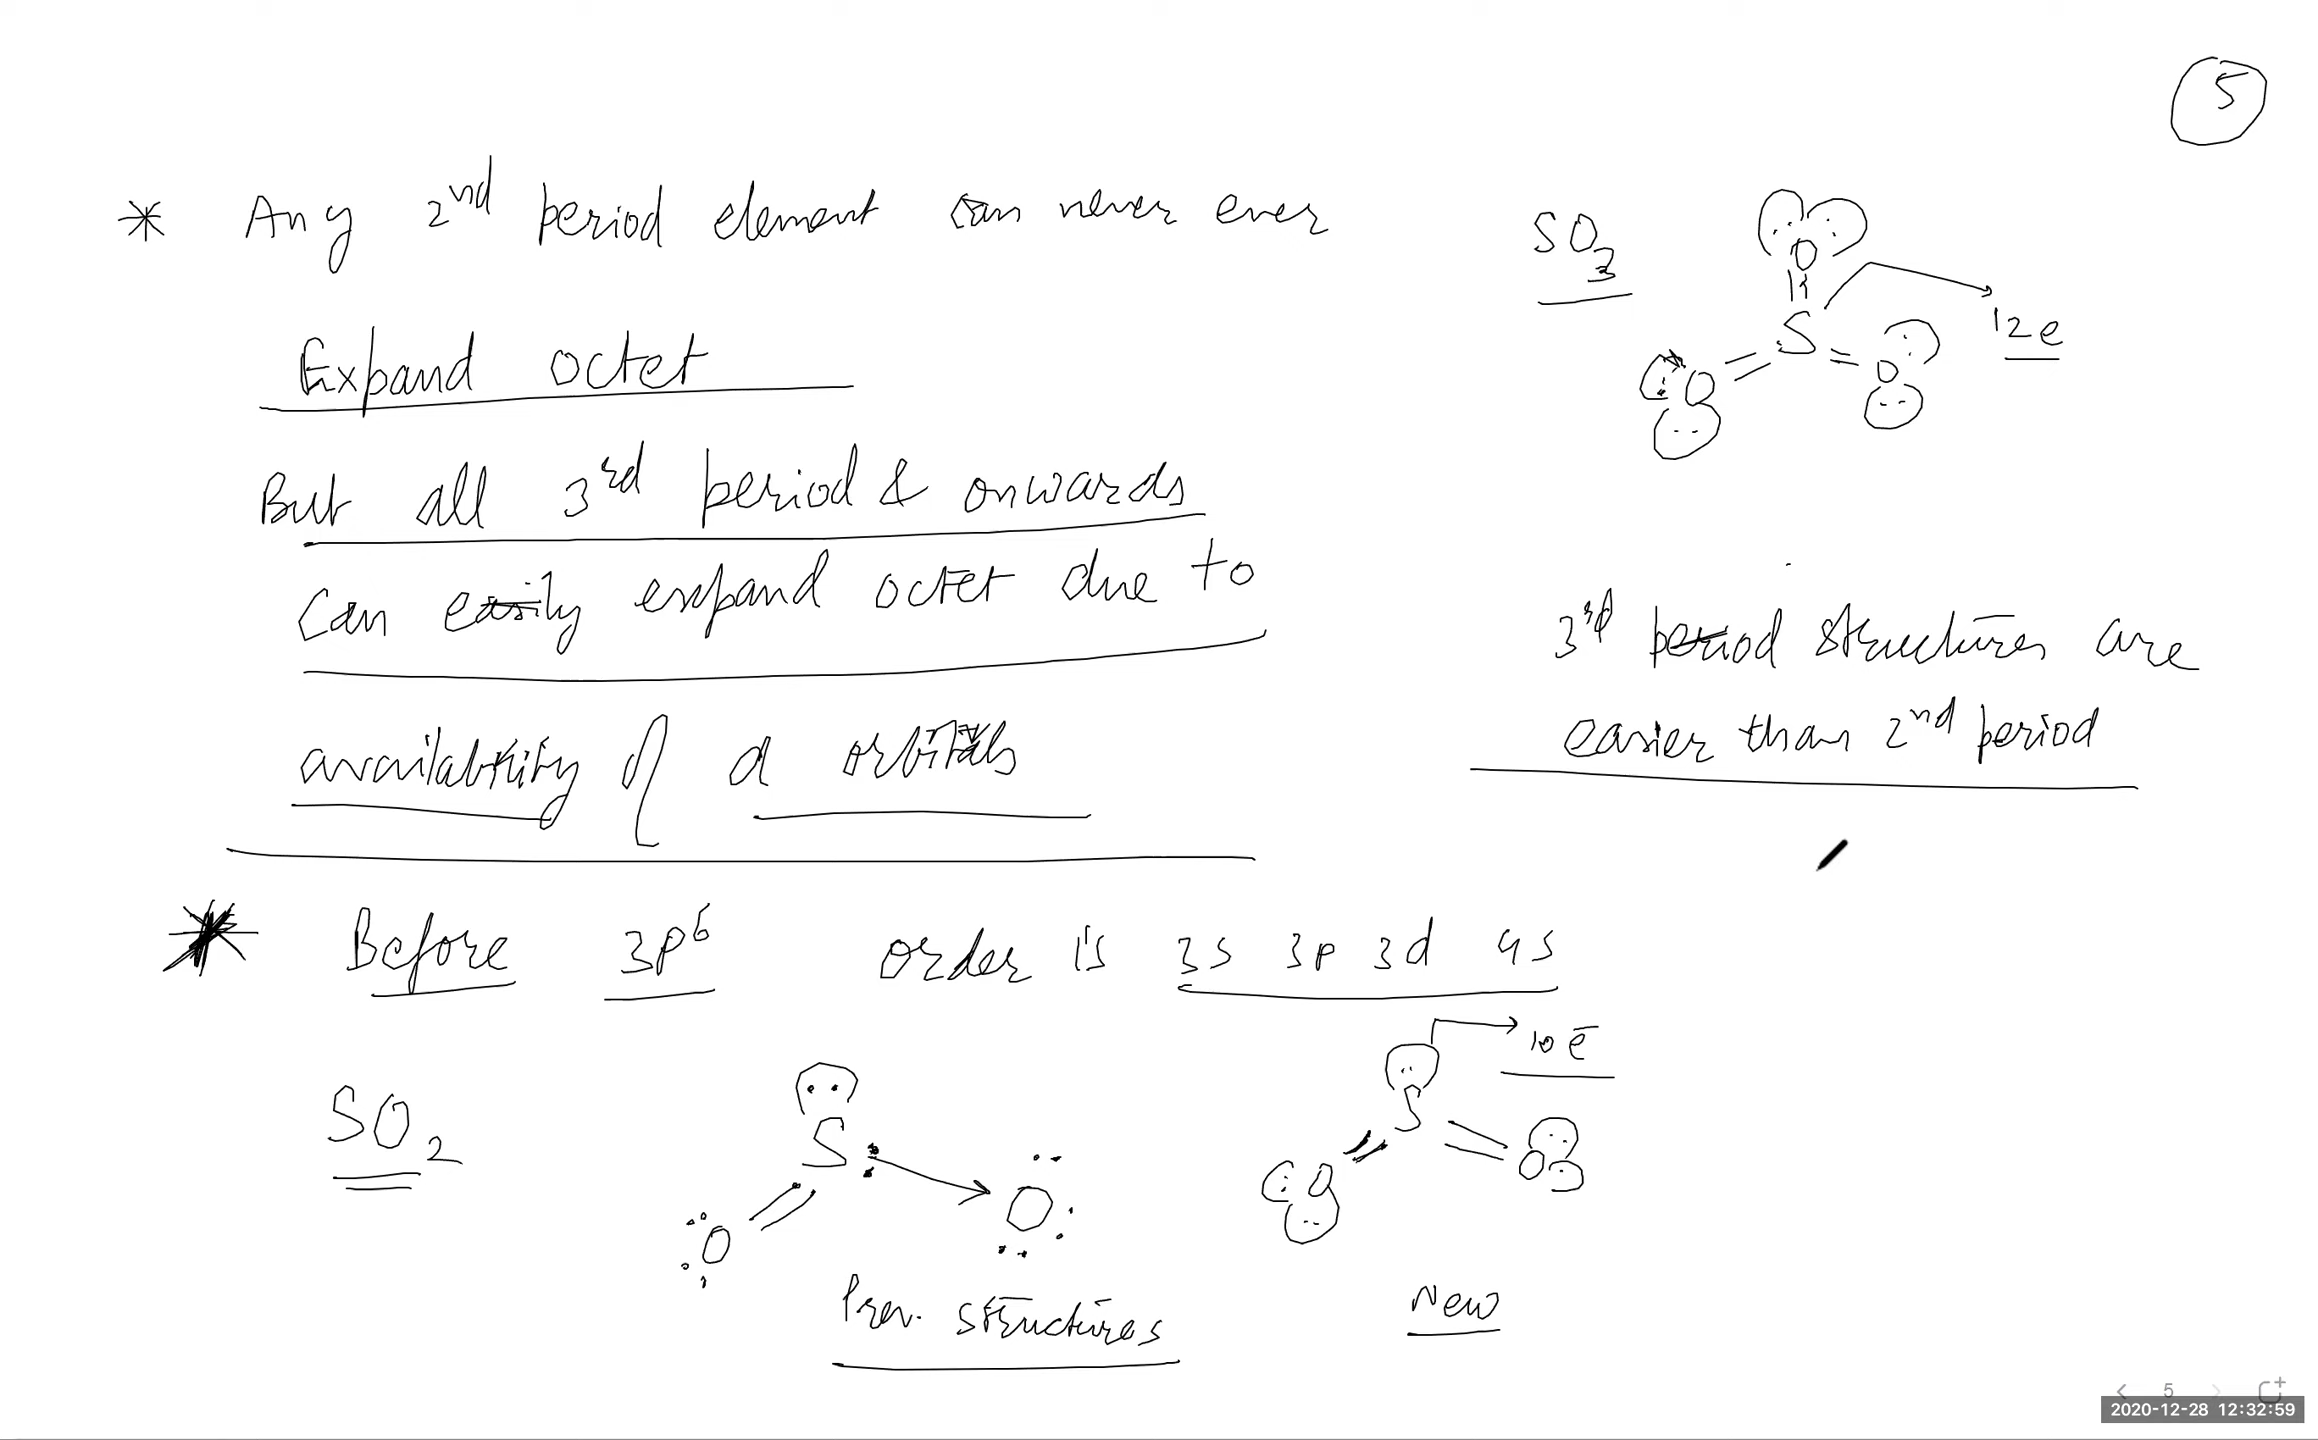 5
* Any 2nd period element can never ever
Expand octet
But all 3rd period & onwards
Can easily expand octet due to
availability of d orbitals
SO3
O
S
O O
12e
3rd period structures are
easier than 2nd period
* Before 3p6 order is 3s 3p 3d 4s
SO2
S
O O
Prev. structures
10 e-
S
O O
New
5
2020-12-28 12:32:59